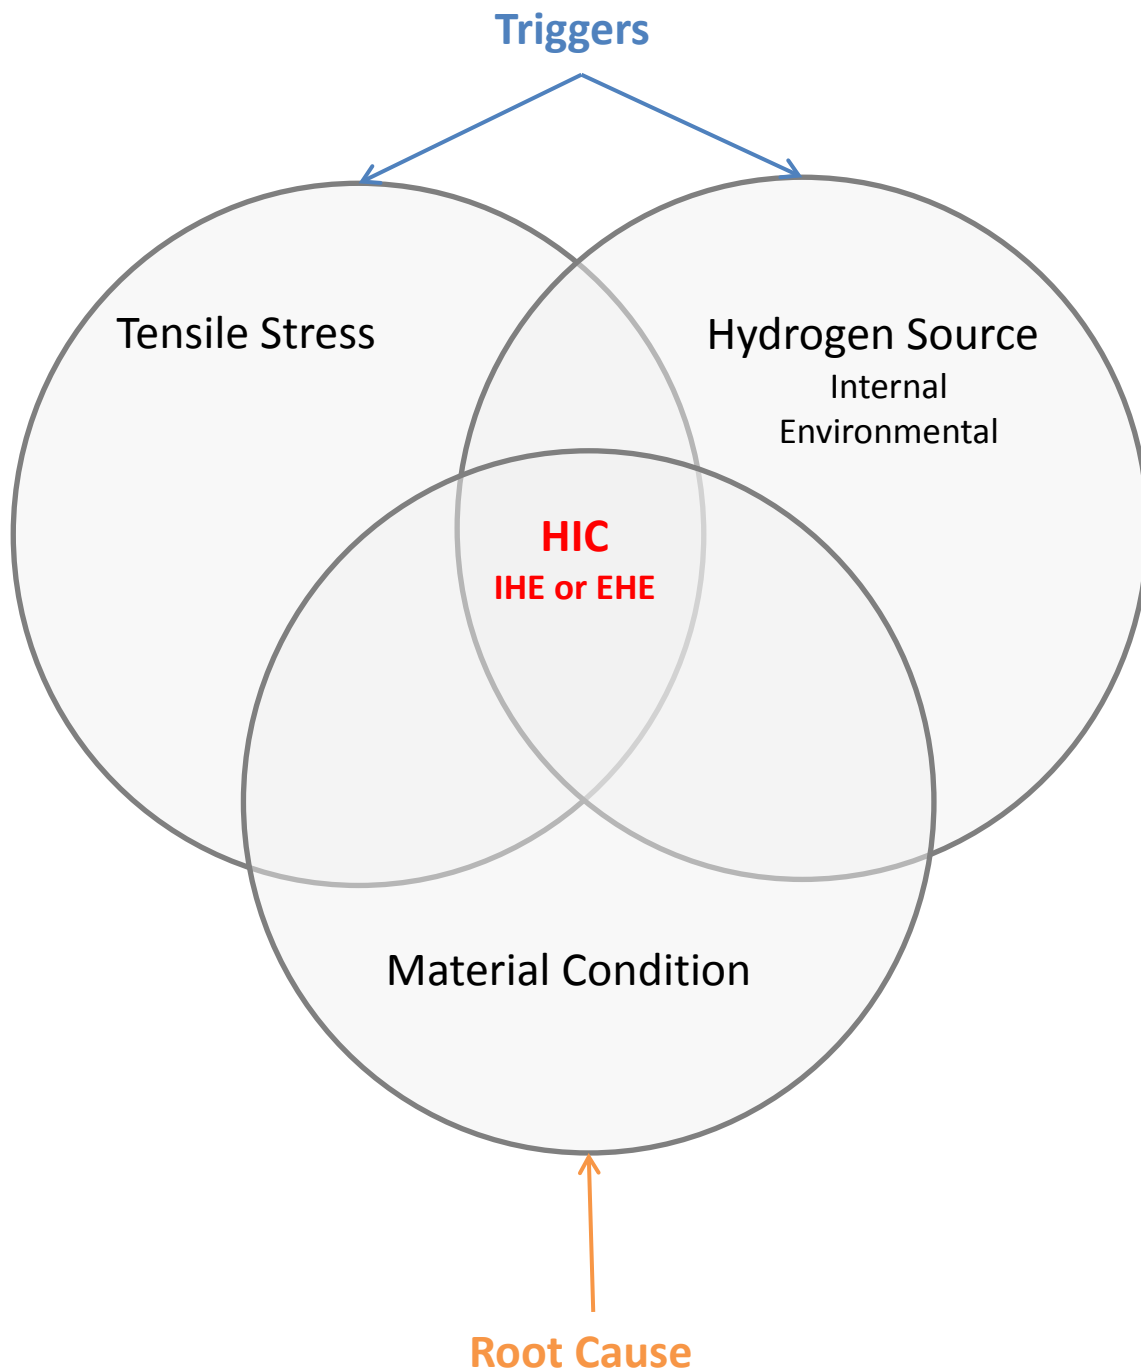 Triggers
Tensile Stress
Hydrogen Source
Internal
Environmental
HIC
IHE or EHE
Material Condition
Root Cause